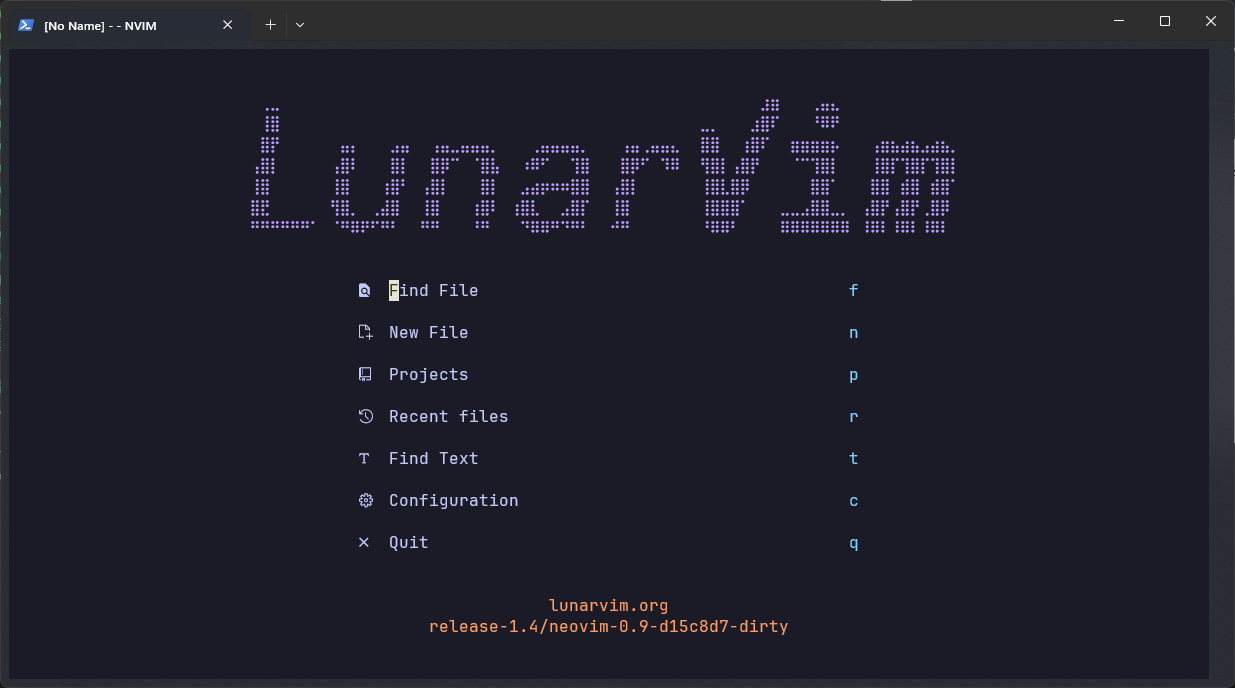 [No Name] - - NVIM
LunarVim
Find File f
New File n
Projects p
Recent files r
Find Text t
Configuration c
Quit q
lunarvim.org
release-1.4/neovim-0.9-d15c8d7-dirty